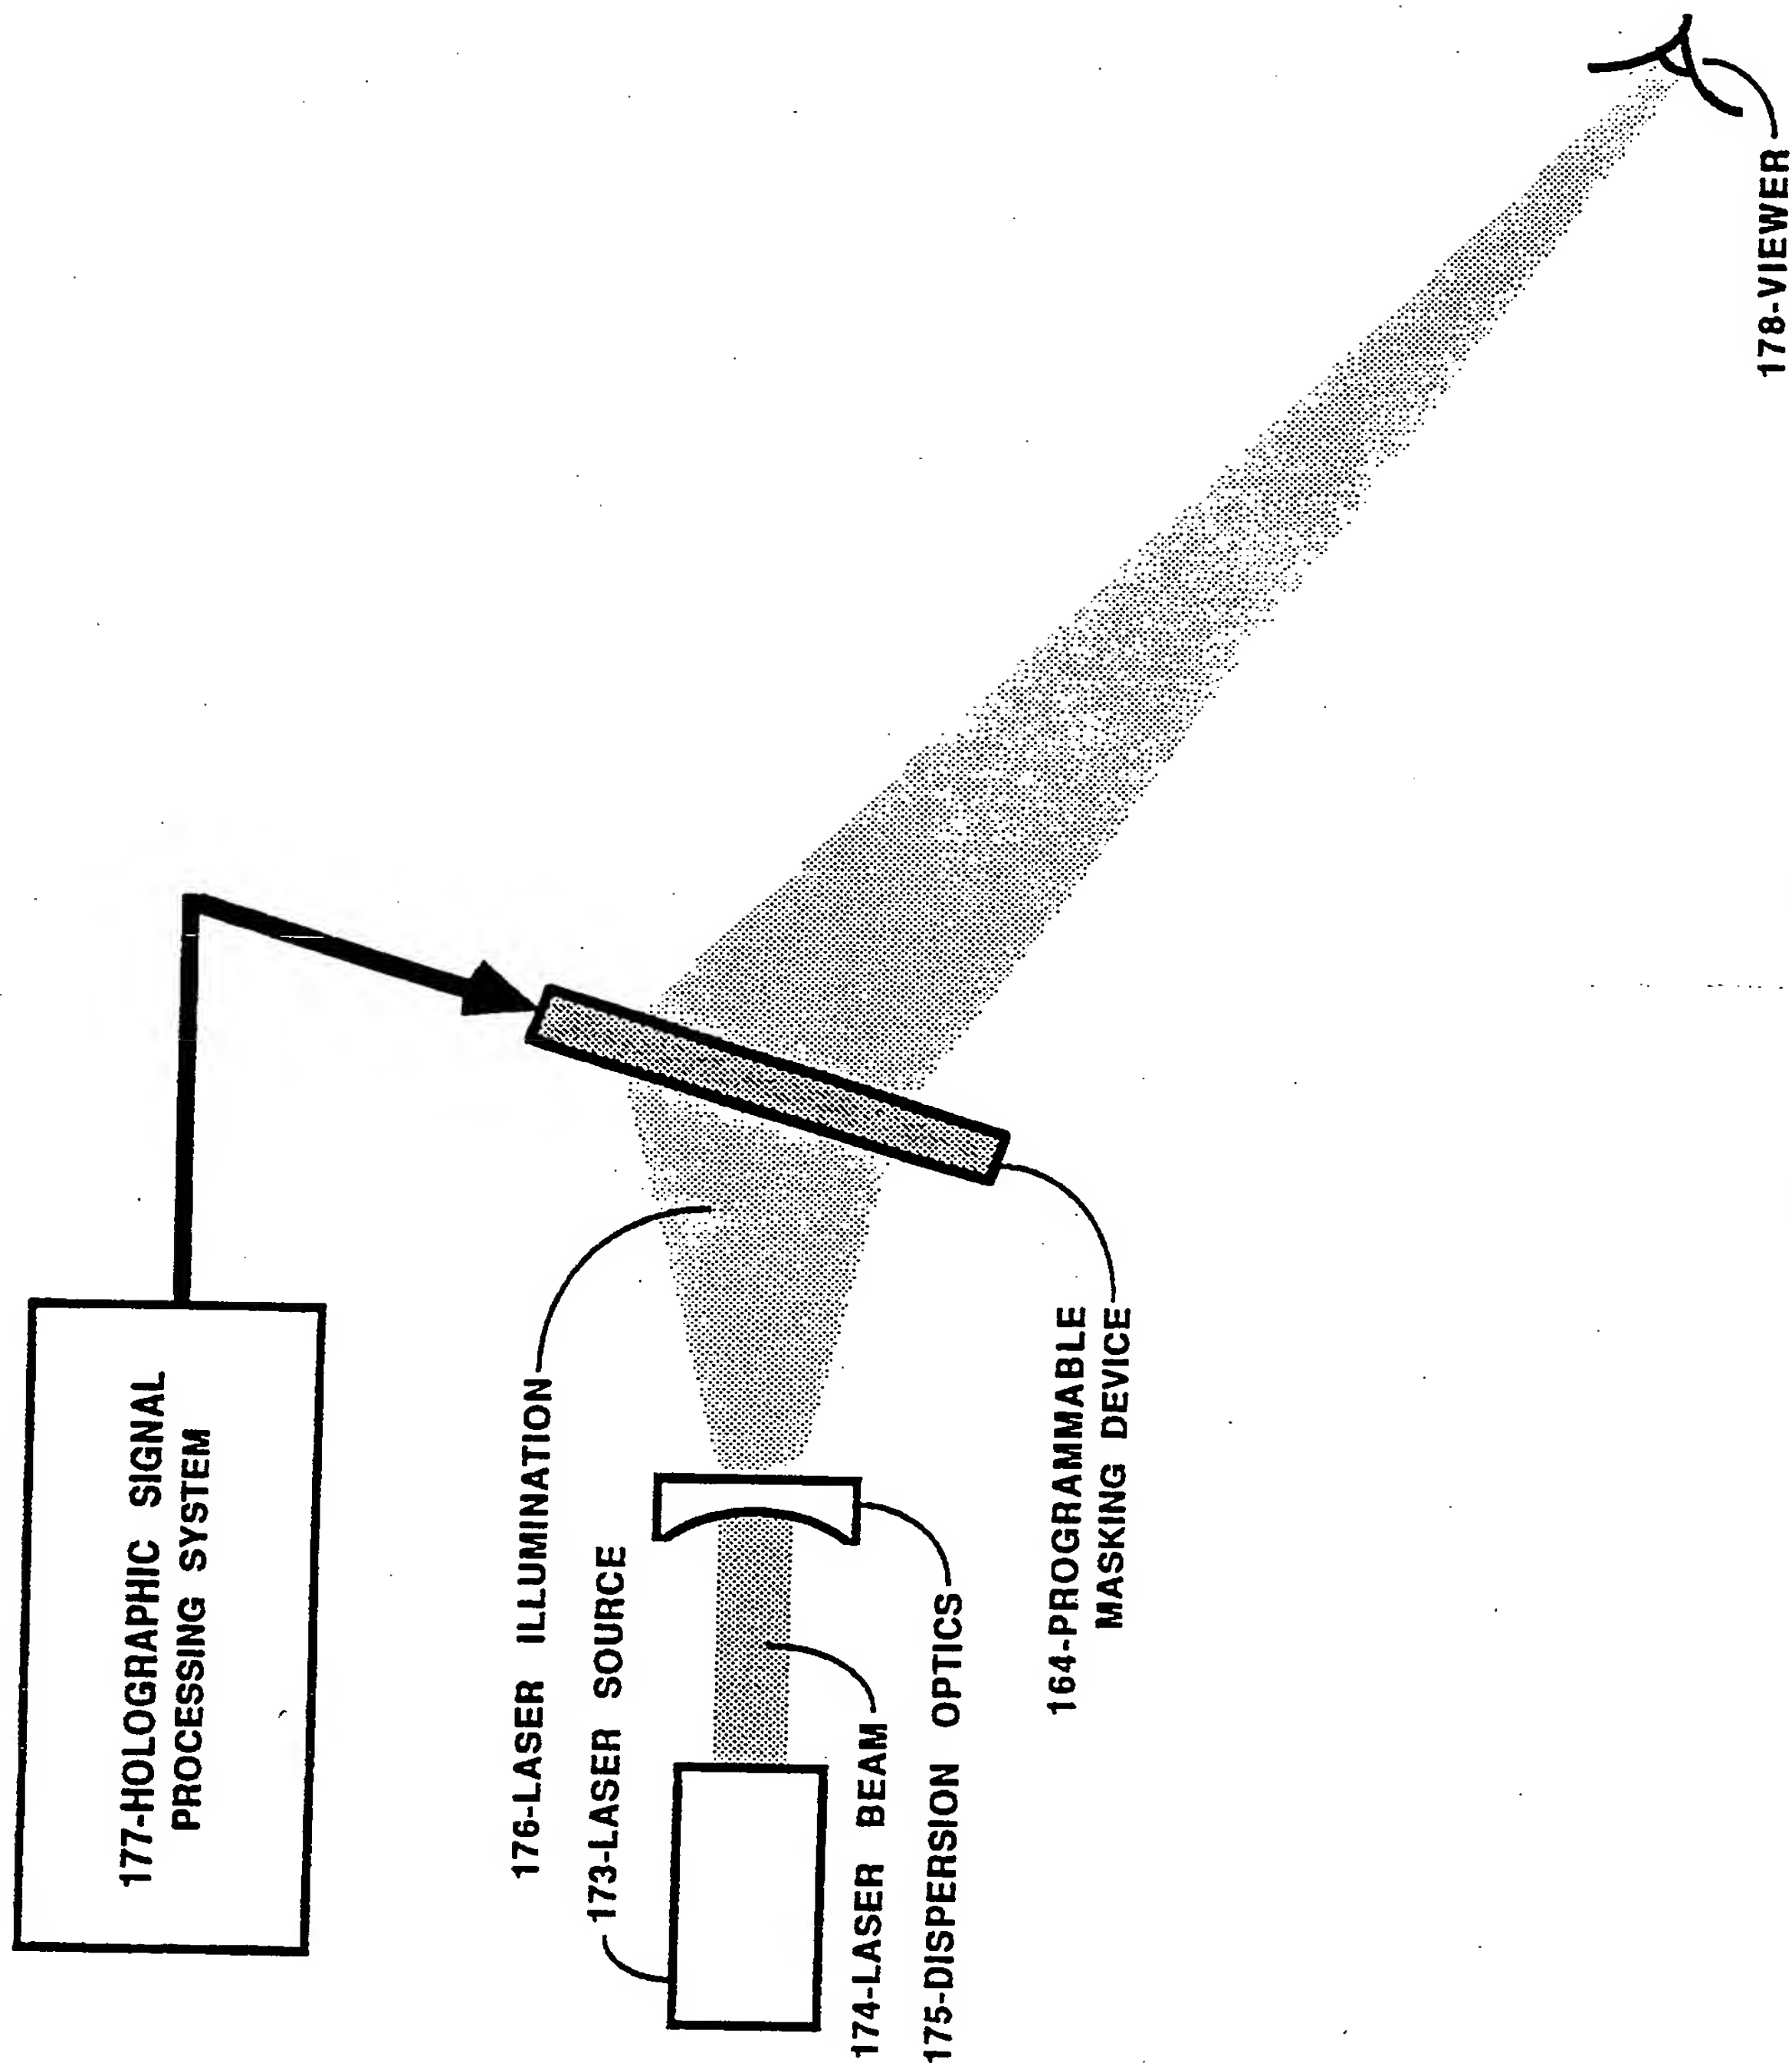 177-HOLOGRAPHIC SIGNAL
PROCESSING SYSTEM
176-LASER ILLUMINATION
173-LASER SOURCE
174-LASER BEAM
175-DISPERSION OPTICS
164-PROGRAMMABLE
MASKING DEVICE
178-VIEWER